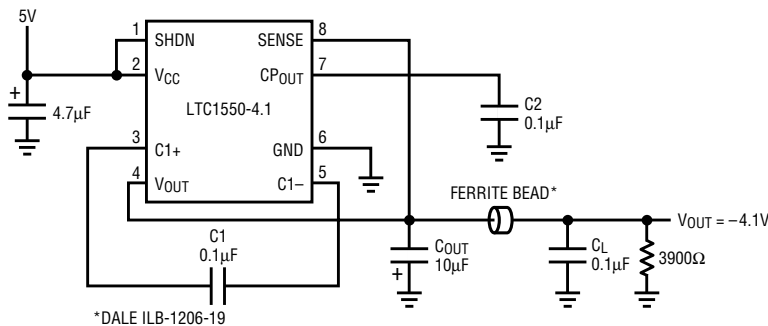 5V
1
SHDN
SENSE
8
2
VCC
CPOUT
7
LTC1550-4.1
+
4.7µF
C2
0.1µF
3
C1+
GND
6
4
VOUT
C1–
5
FERRITE BEAD*
VOUT = –4.1V
C1
0.1µF
COUT
10µF
+
CL
0.1µF
3900Ω
*DALE ILB-1206-19